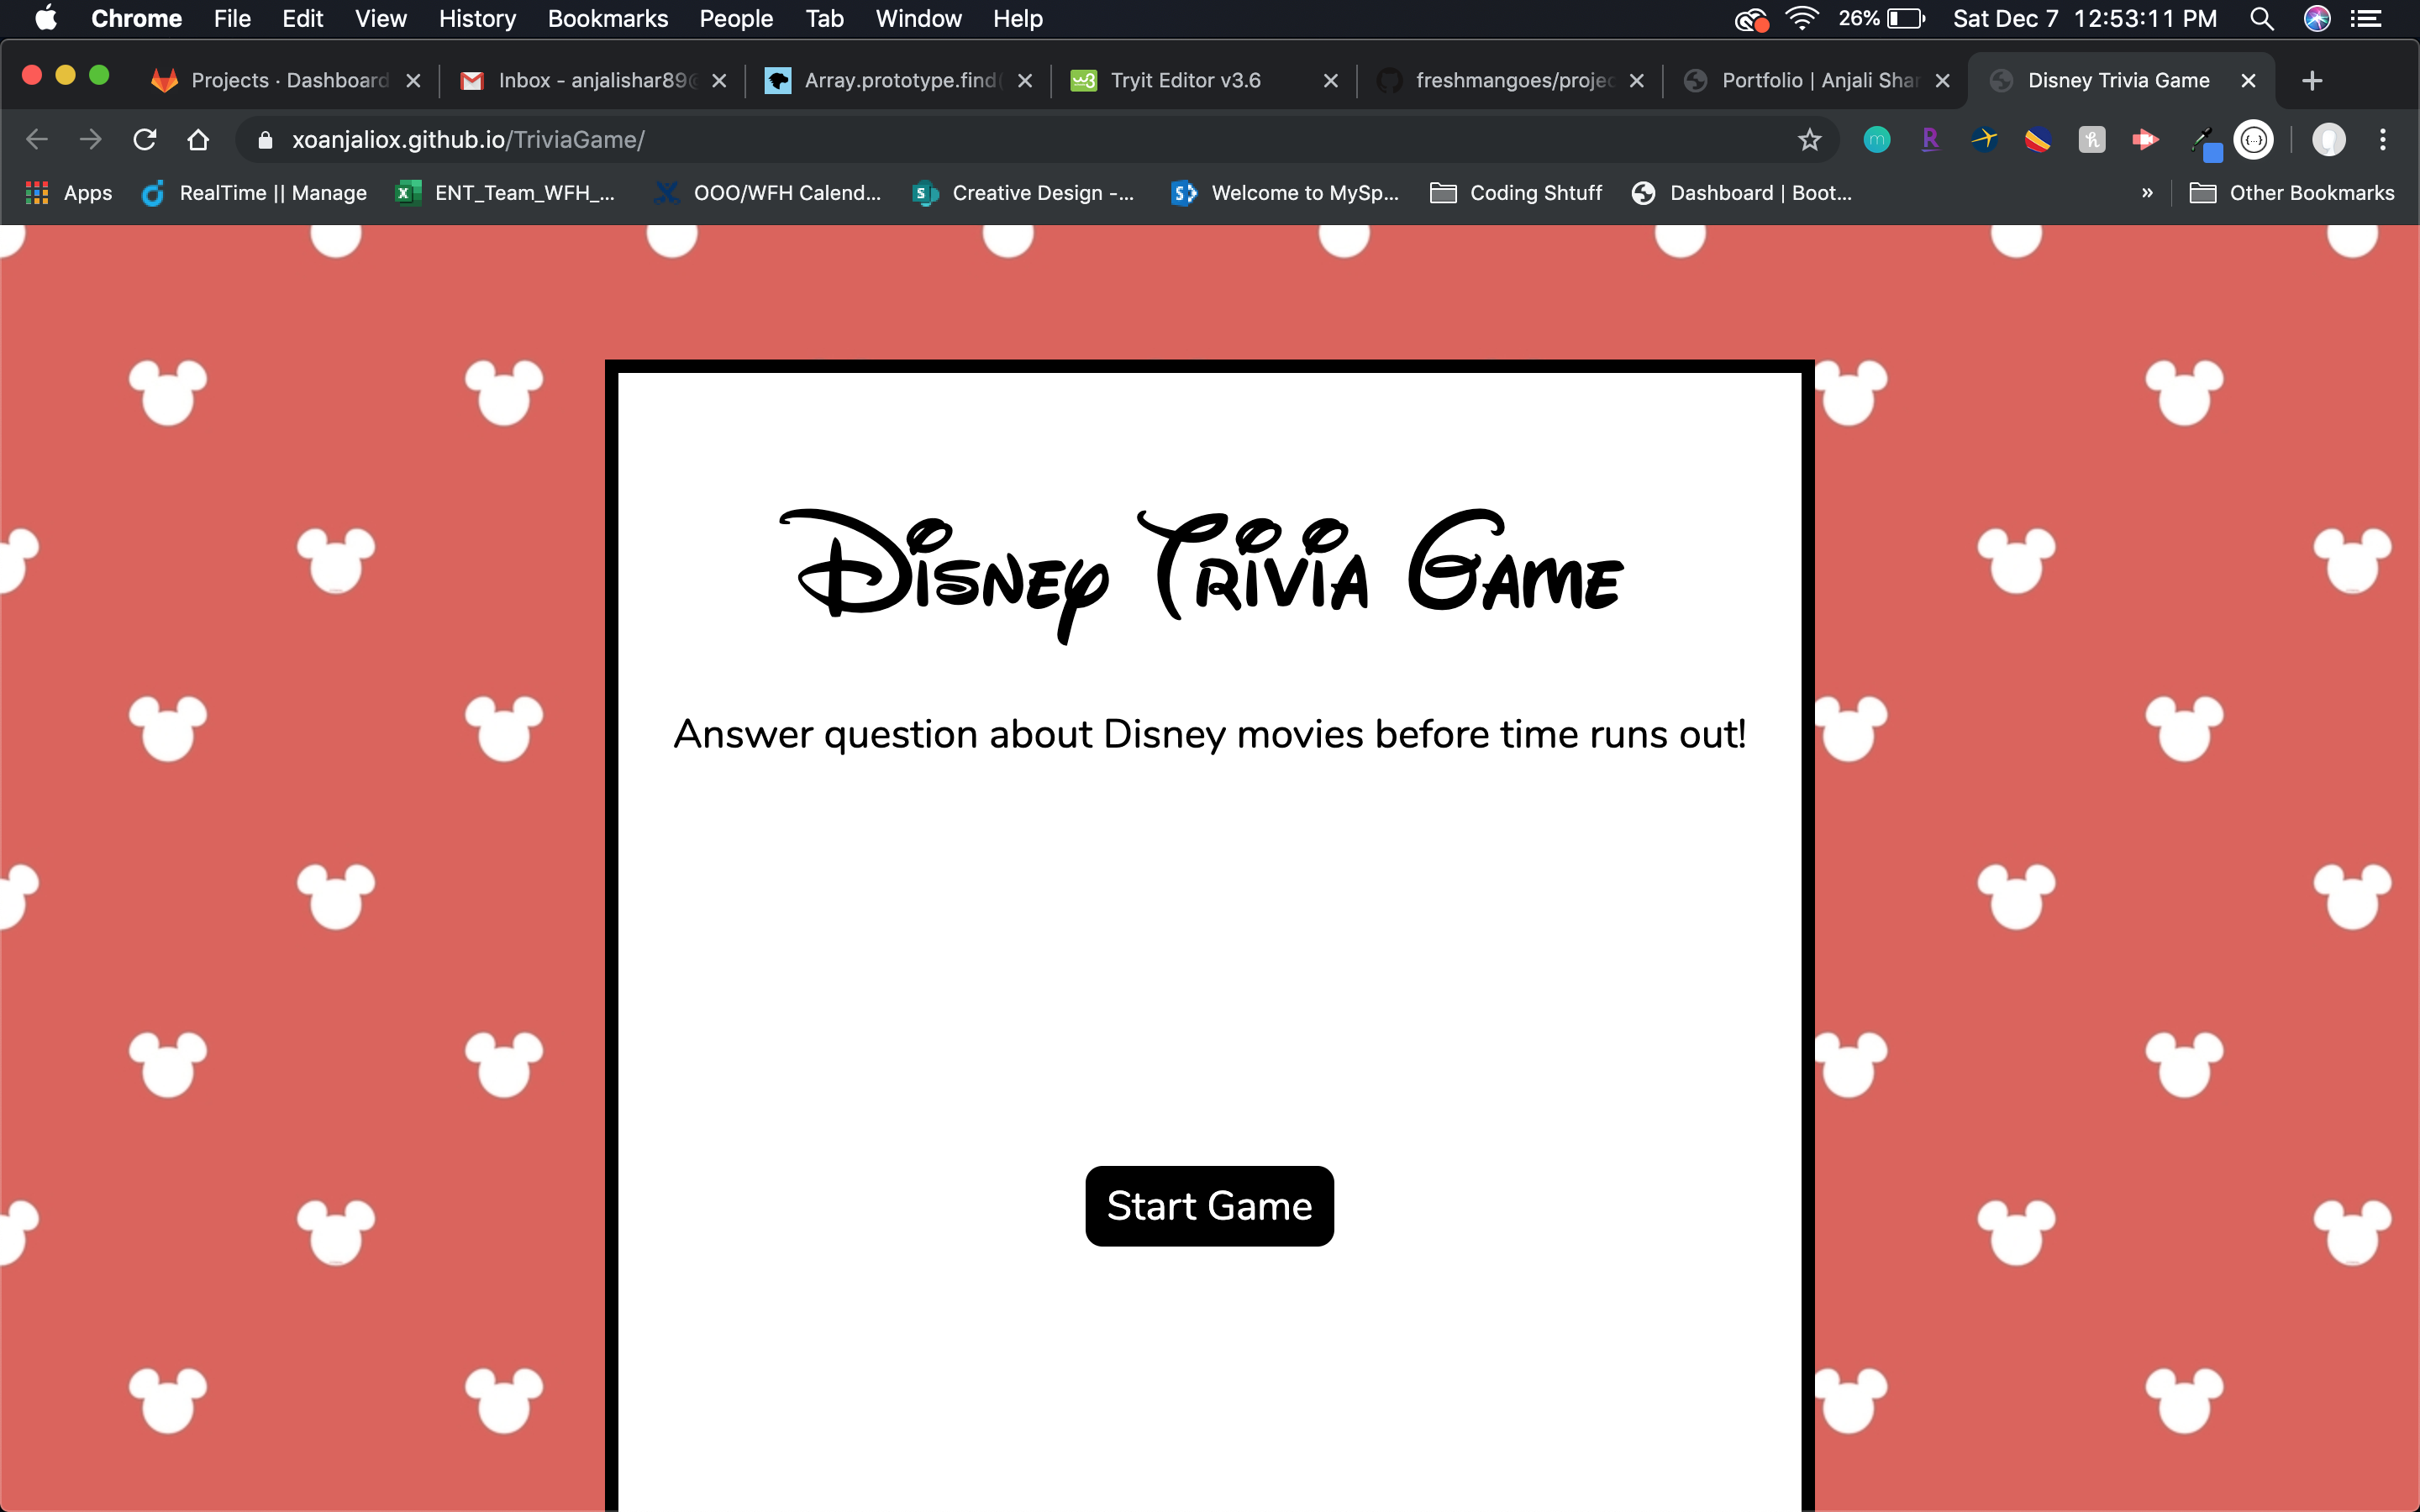 Chrome File Edit View History Bookmarks People Tab Window Help 26% Sat Dec 7 12:53:11 PM
Projects · Dashboard Inbox - anjalishar89@ Array.prototype.find( Tryit Editor v3.6 freshmangoes/projec Portfolio | Anjali Shar Disney Trivia Game
xoanjaliox.github.io/TriviaGame/
Apps RealTime || Manage ENT_Team_WFH_... OOO/WFH Calend... Creative Design -... Welcome to MySp... Coding Shtuff Dashboard | Boot... » Other Bookmarks
Disney Trivia Game
Answer question about Disney movies before time runs out!
Start Game